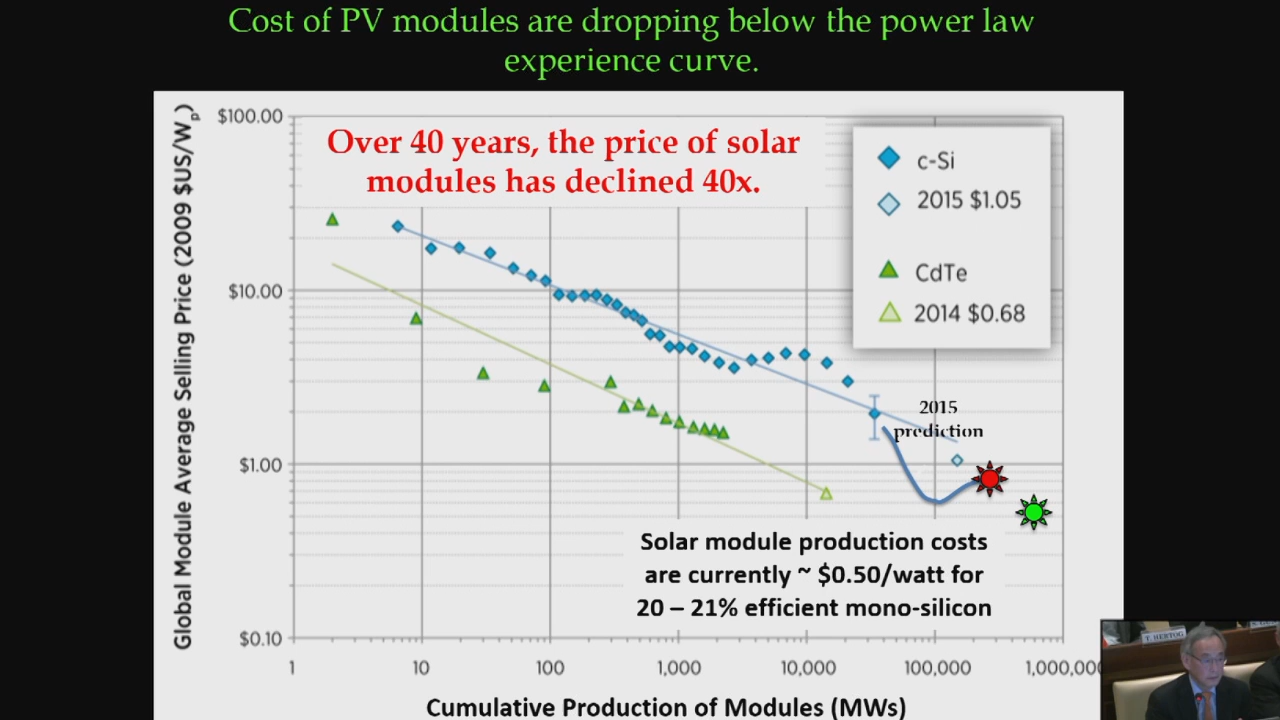 Cost of PV modules are dropping below the power law
experience curve.
Global Module Average Selling Price (2009 $US/Wp)
$100.00
$10.00
$1.00
$0.10
Over 40 years, the price of solar
modules has declined 40x.
c-Si
2015 $1.05
CdTe
2014 $0.68
2015
prediction
Solar module production costs
are currently ~ $0.50/watt for
20 – 21% efficient mono-silicon
1
10
100
1,000
10,000
100,000
1,000,000
Cumulative Production of Modules (MWs)
T. HERTOG